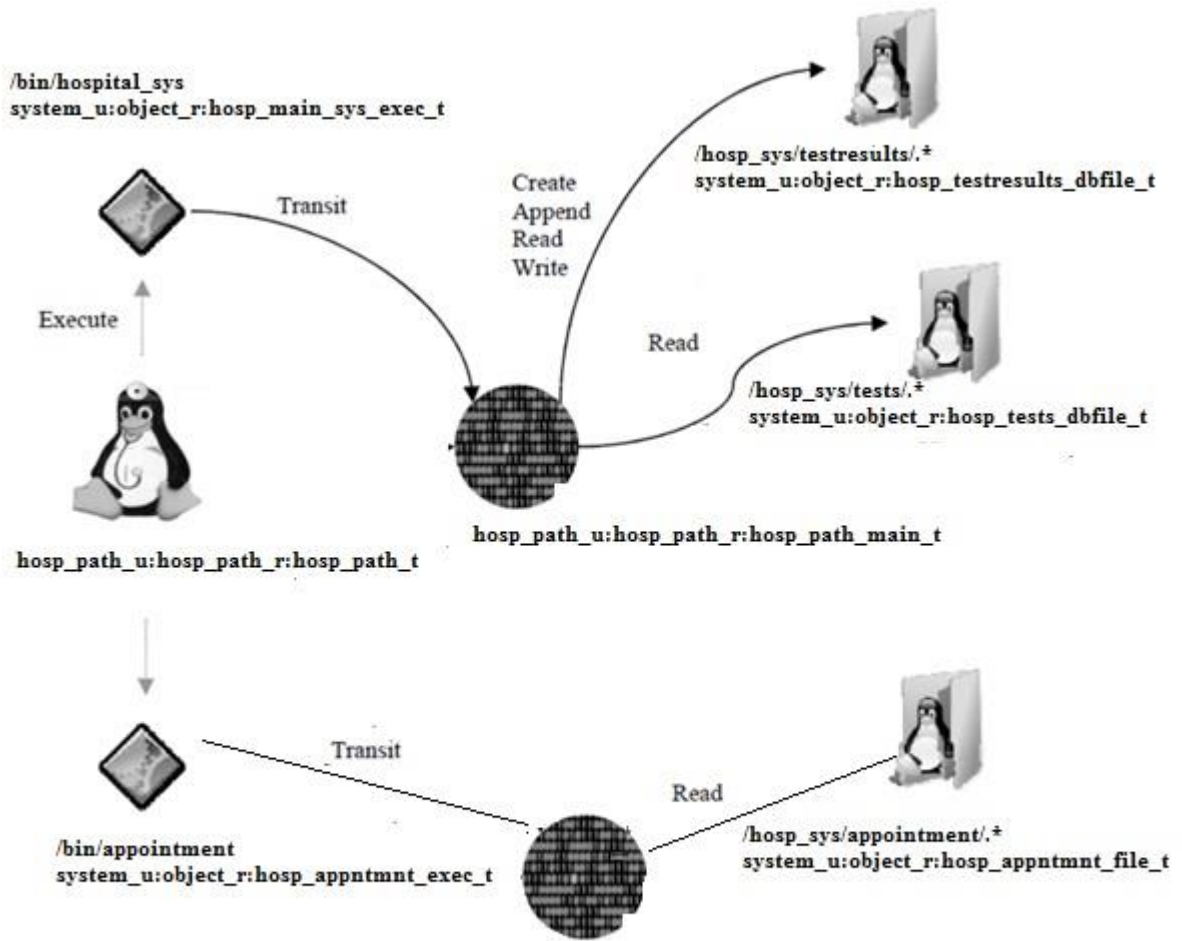 /bin/hospital_sys
system_u:object_r:hosp_main_sys_exec_t
Transit
Create
Append
Read
Write
/hosp_sys/testresults/.*
system_u:object_r:hosp_testresults_dbfile_t
Execute
Read
/hosp_sys/tests/.*
system_u:object_r:hosp_tests_dbfile_t
hosp_path_u:hosp_path_r:hosp_path_main_t
hosp_path_u:hosp_path_r:hosp_path_t
Transit
Read
/bin/appointment
system_u:object_r:hosp_appntmnt_exec_t
/hosp_sys/appointment/.*
system_u:object_r:hosp_appntmnt_file_t